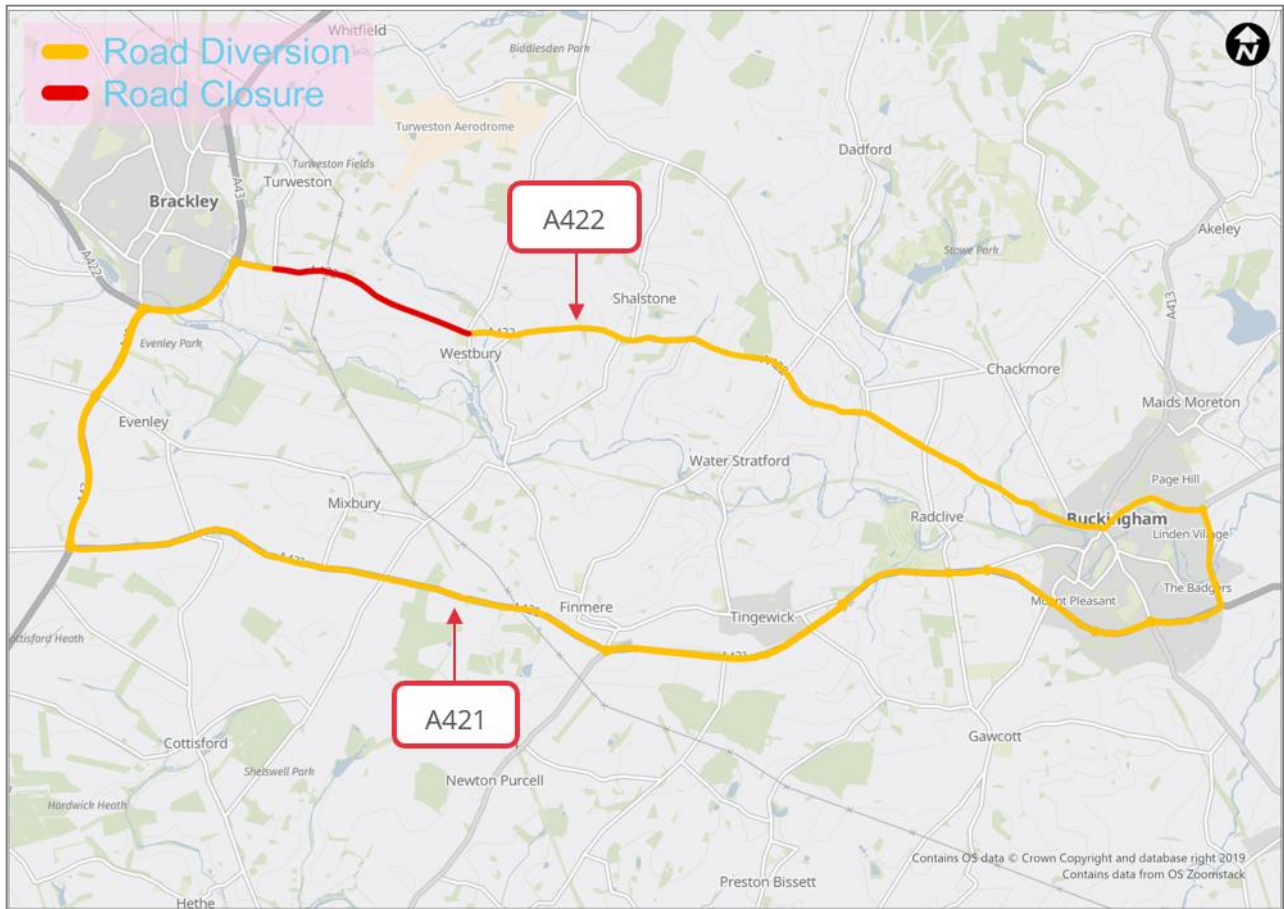 Road Diversion
Road Closure
Whitfield
Biddlesden Park
N
Turweston Aerodrome
Dadford
Turweston Fields
Turweston
A43
Brackley
A422
Akeley
Stowe Park
A422
A413
Shalstone
A422
Evenley Park
Westbury
Chackmore
Maids Moreton
Evenley
Water Stratford
Page Hill
Mixbury
Radclive
Buckingham
Linden Village
A421
The Badgers
Mount Pleasant
Finmere
Tingewick
A421
Cottisford
Gawcott
Shelswell Park
Newton Purcell
Hardwick Heath
Contains OS data © Crown Copyright and database right 2019
Contains data from OS Zoomstack
Preston Bissett
Hethe